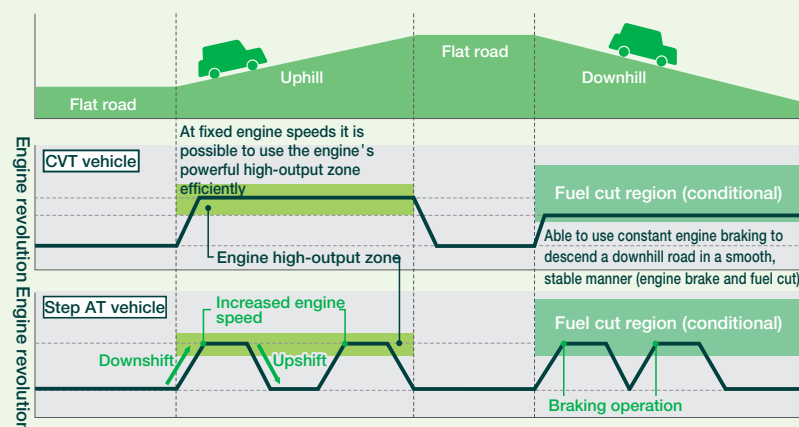 Flat road
Uphill
Flat road
Downhill
Engine revolution
CVT vehicle
At fixed engine speeds it is
possible to use the engine's
powerful high-output zone
efficiently
Engine high-output zone
Fuel cut region (conditional)
Able to use constant engine braking to
descend a downhill road in a smooth,
stable manner (engine brake and fuel cut)
Engine revolution
Step AT vehicle
Increased engine
speed
Downshift
Upshift
Fuel cut region (conditional)
Braking operation